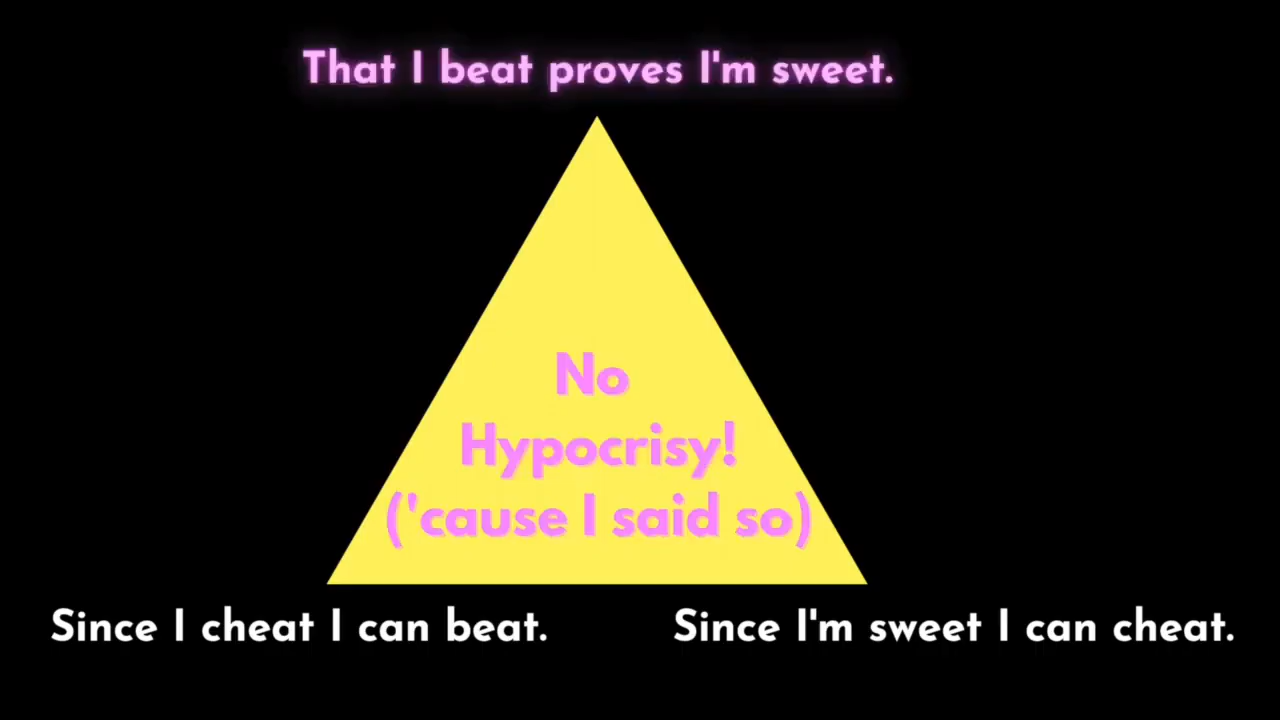 That I beat proves I'm sweet.
No
Hypocrisy!
('cause I said so)
Since I cheat I can beat.
Since I'm sweet I can cheat.